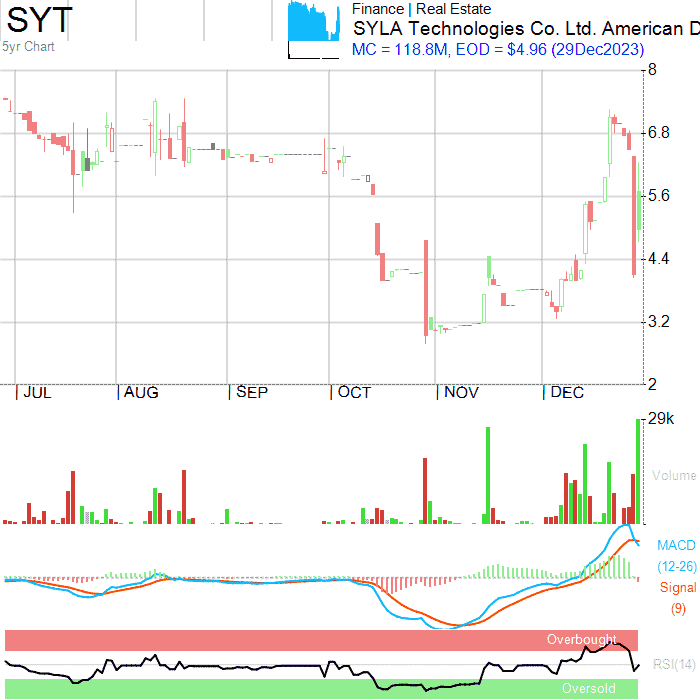 SYT
5yr Chart
Finance | Real Estate
SYLA Technologies Co. Ltd. American D
MC = 118.8M, EOD = $4.96 (29Dec2023)
8
6.8
5.6
4.4
3.2
2
JUL AUG SEP OCT NOV DEC
29k
Volume
MACD
(12-26)
Signal
(9)
Overbought
RSI(14)
Oversold